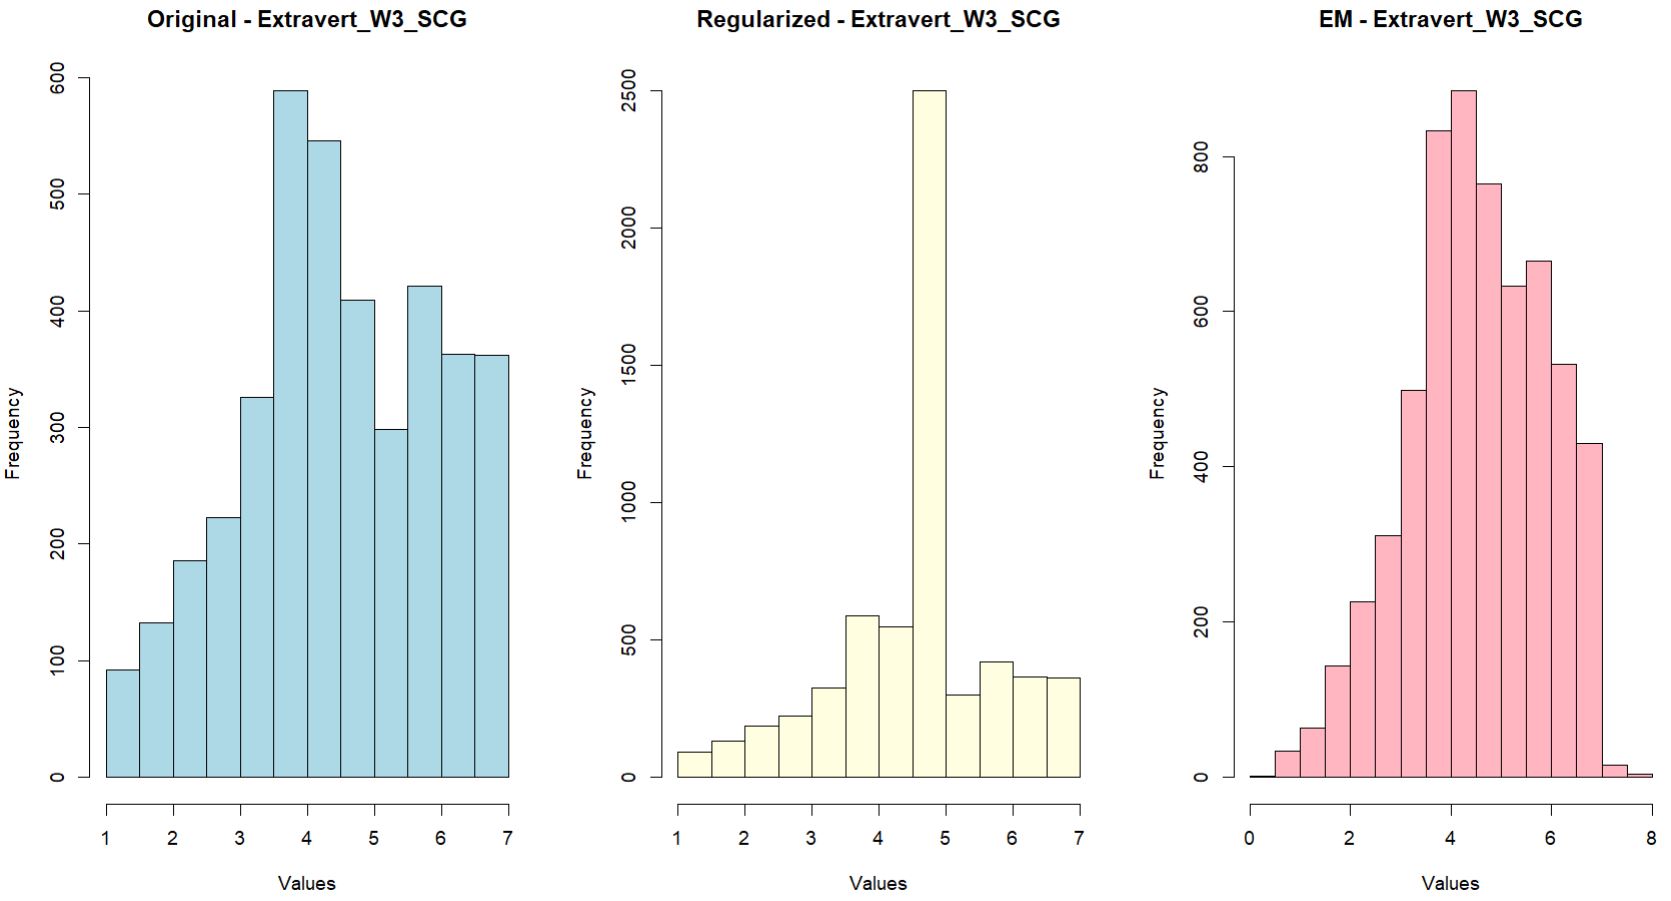 Original - Extravert_W3_SCG
Frequency
600
500
400
300
200
100
0
1 2 3 4 5 6 7
Values
Regularized - Extravert_W3_SCG
Frequency
2500
2000
1500
1000
500
0
1 2 3 4 5 6 7
Values
EM - Extravert_W3_SCG
Frequency
800
600
400
200
0
0 2 4 6 8
Values